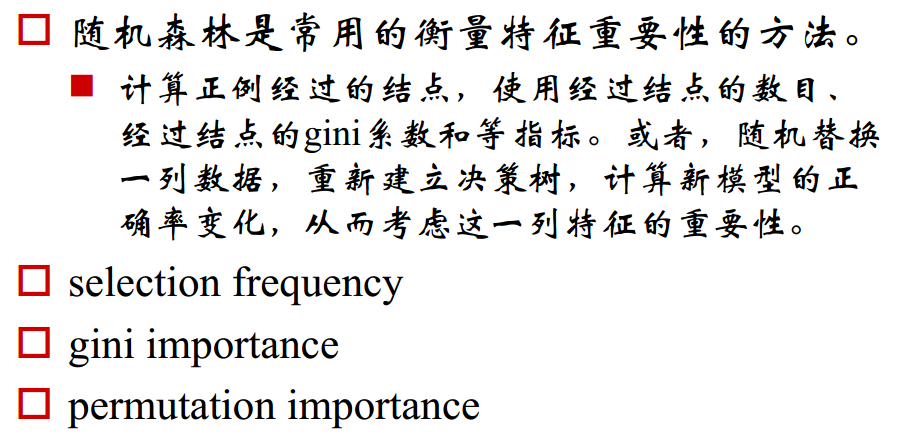 随机森林是常用的衡量特征重要性的方法。
计算正例经过的结点，使用经过结点的数目、
经过结点的gini系数和等指标。或者，随机替换
一列数据，重新建立决策树，计算新模型的正
确率变化，从而考虑这一列特征的重要性。
selection frequency
gini importance
permutation importance